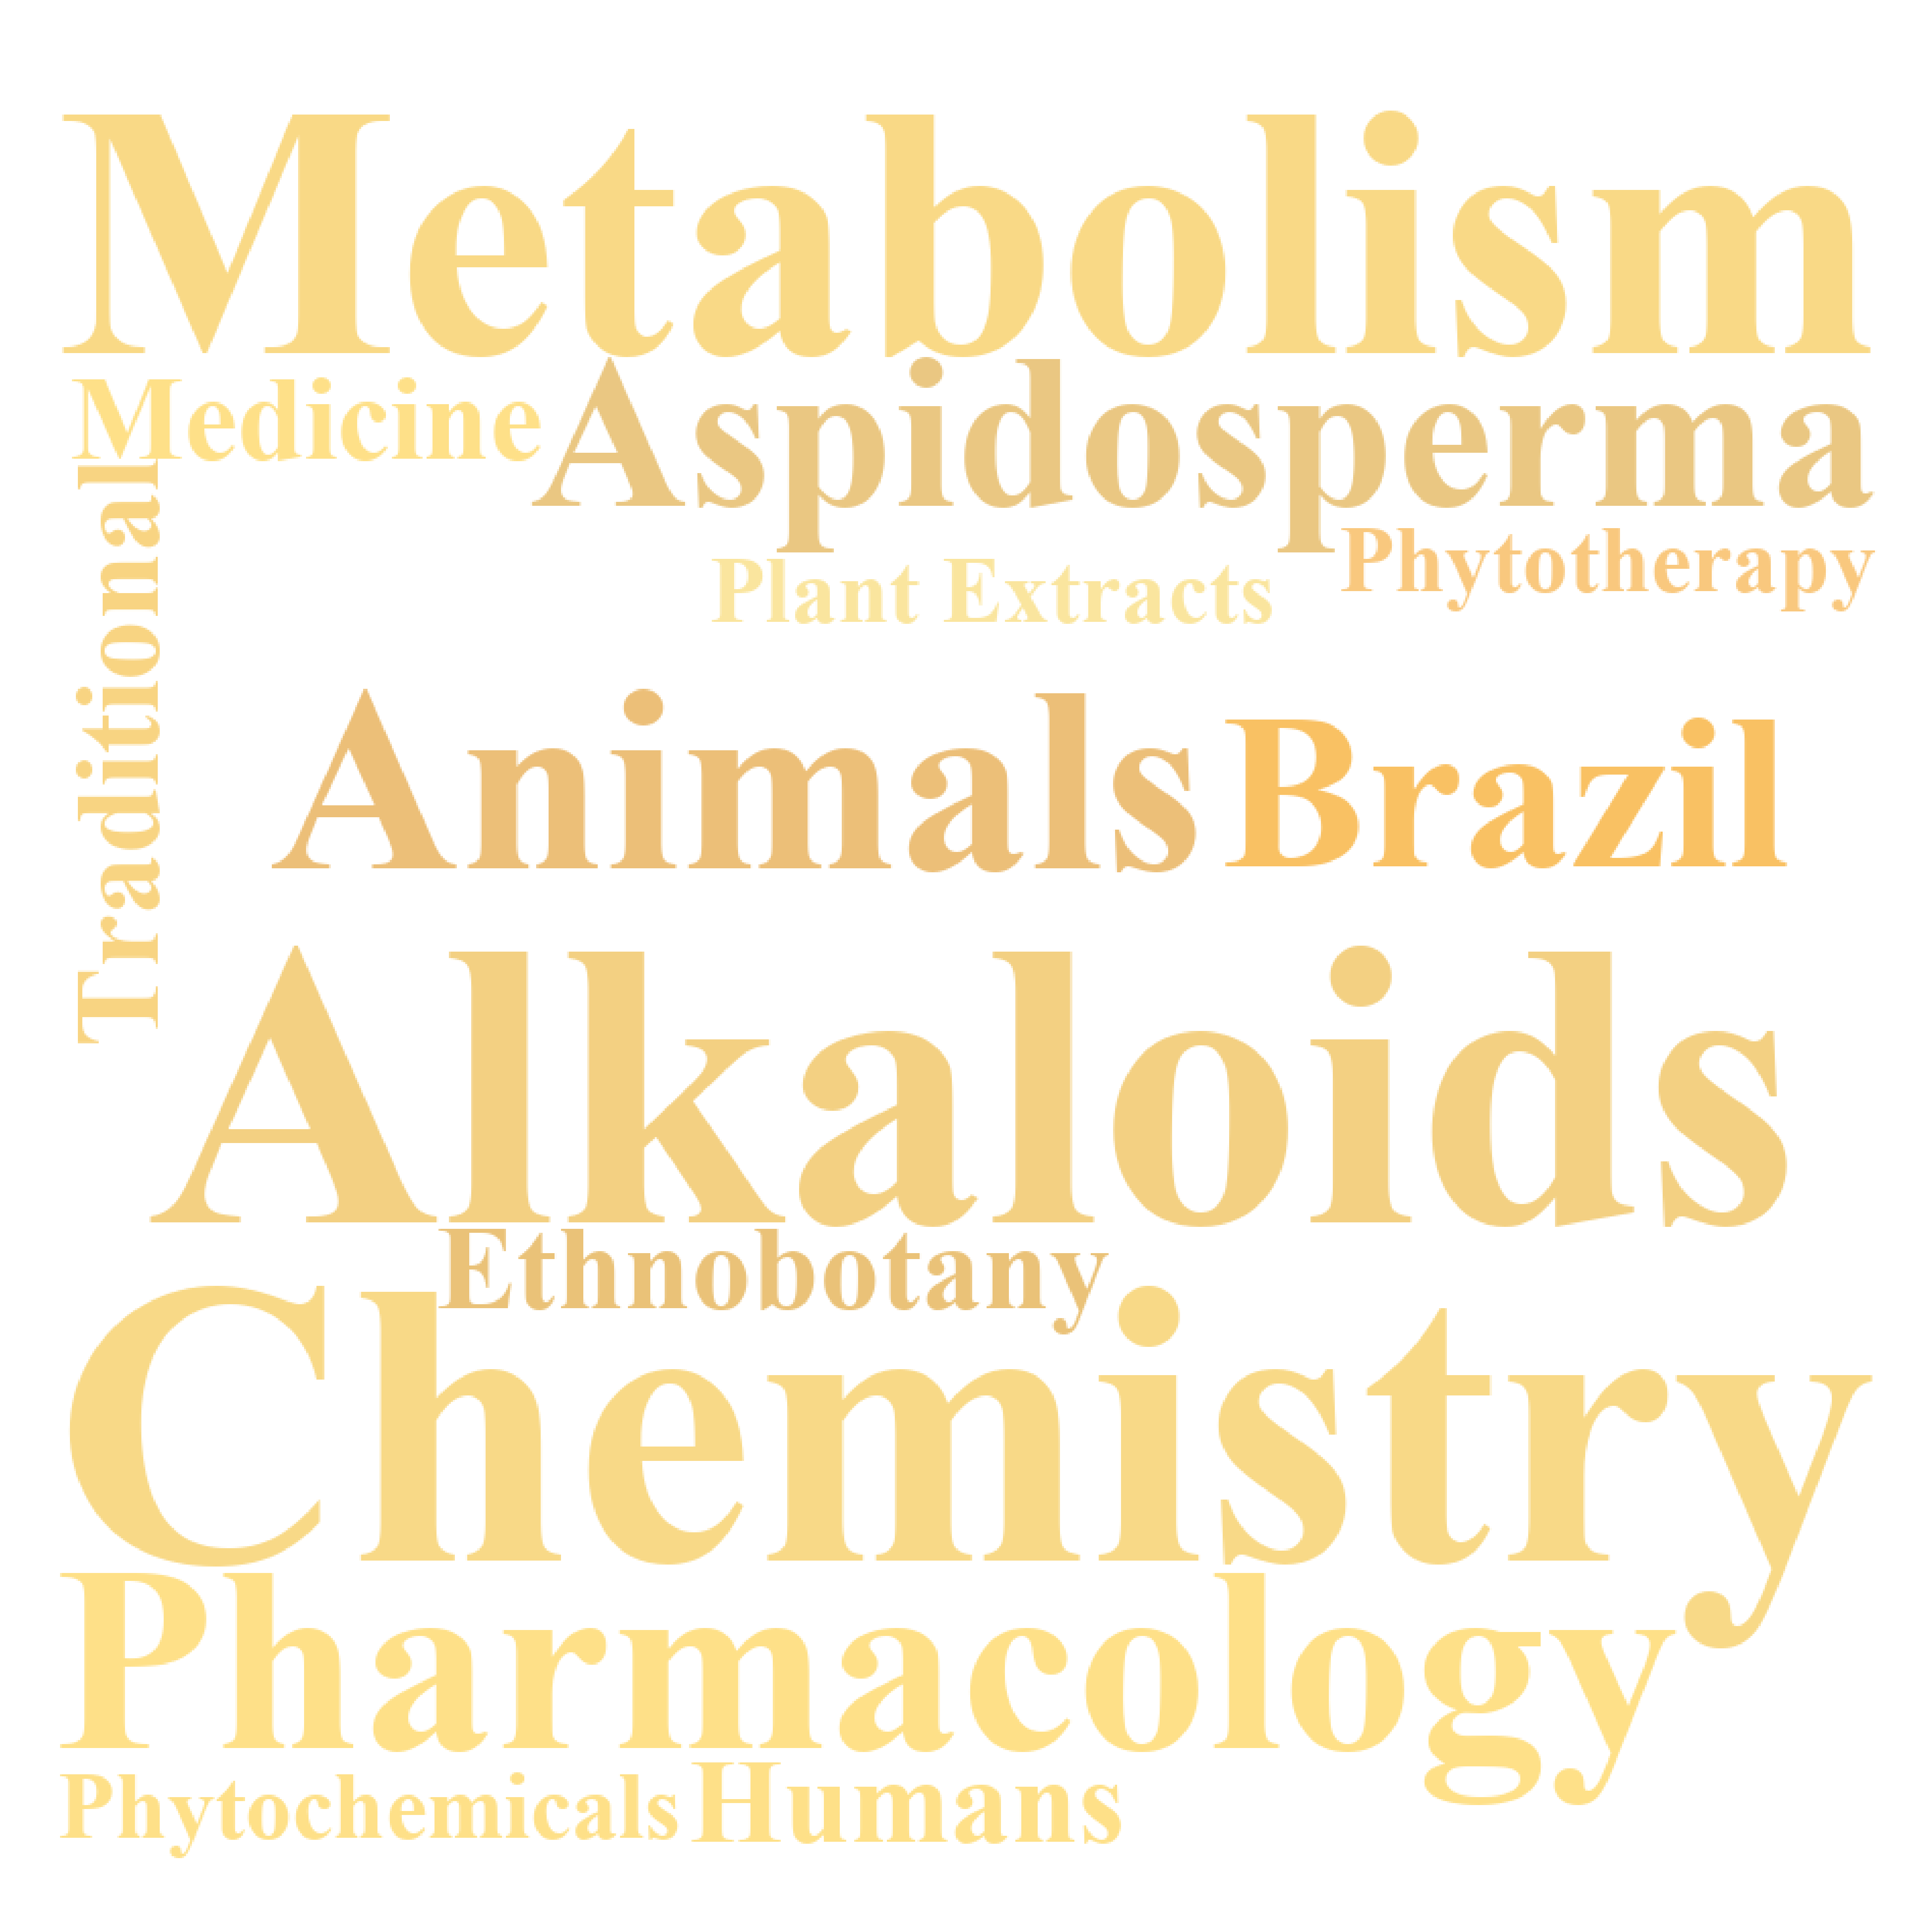 Metabolism
Medicine
Aspidosperma
Phytotherapy
Plant Extracts
Traditional
Animals
Brazil
Alkaloids
Ethnobotany
Chemistry
Pharmacology
Phytochemicals
Humans